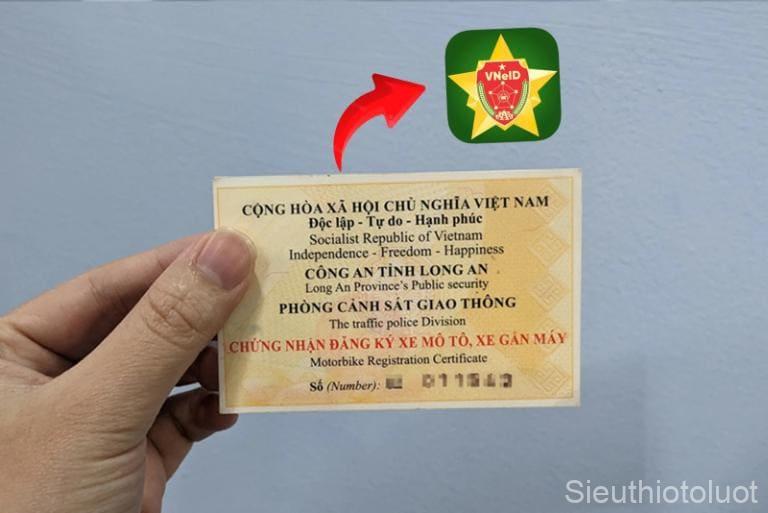 VNeID
CỘNG HÒA XÃ HỘI CHỦ NGHĨA VIỆT NAM
Độc lập - Tự do - Hạnh phúc
Socialist Republic of Vietnam
Independence - Freedom - Happiness
CÔNG AN TỈNH LONG AN
Long An Province's Public security
PHÒNG CẢNH SÁT GIAO THÔNG
The traffic police Division
CHỨNG NHẬN ĐĂNG KÝ XE MÔ TÔ, XE GẮN MÁY
Motorbike Registration Certificate
Số (Number):
Sieuthiotoluot